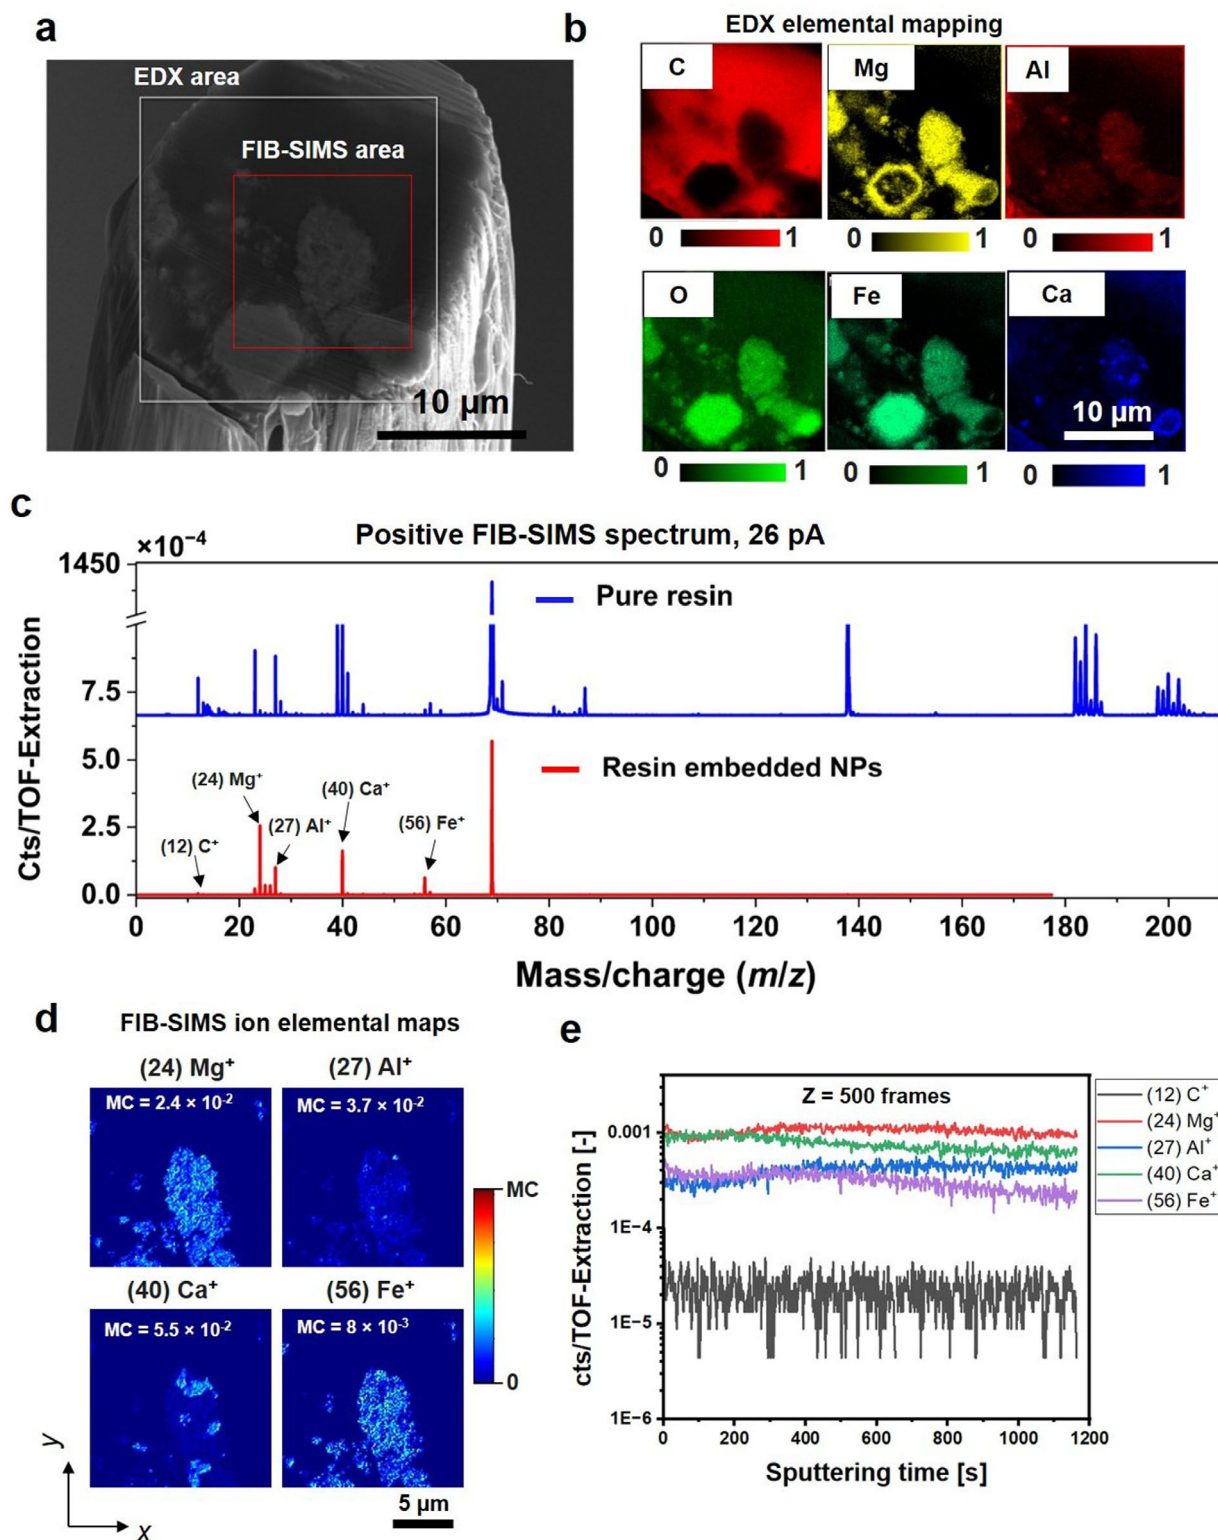 a
EDX area
FIB-SIMS area
10 µm
b
EDX elemental mapping
C
Mg
Al
0 1
0 1
0 1
O
Fe
Ca
10 µm
0 1
0 1
0 1
c
Positive FIB-SIMS spectrum, 26 pA
×10⁻⁴
1450
7.5
5.0
2.5
0.0
Cts/TOF-Extraction
Pure resin
Resin embedded NPs
(12) C⁺
(24) Mg⁺
(27) Al⁺
(40) Ca⁺
(56) Fe⁺
0 20 40 60 80 100 120 140 160 180 200
Mass/charge (m/z)
d
FIB-SIMS ion elemental maps
(24) Mg⁺
(27) Al⁺
MC = 2.4 × 10⁻²
MC = 3.7 × 10⁻²
(40) Ca⁺
(56) Fe⁺
MC = 5.5 × 10⁻²
MC = 8 × 10⁻³
MC
0
y
x
5 µm
e
Z = 500 frames
(12) C⁺
(24) Mg⁺
(27) Al⁺
(40) Ca⁺
(56) Fe⁺
cts/TOF-Extraction [-]
0.001
1E−4
1E−5
1E−6
0 200 400 600 800 1000 1200
Sputtering time [s]